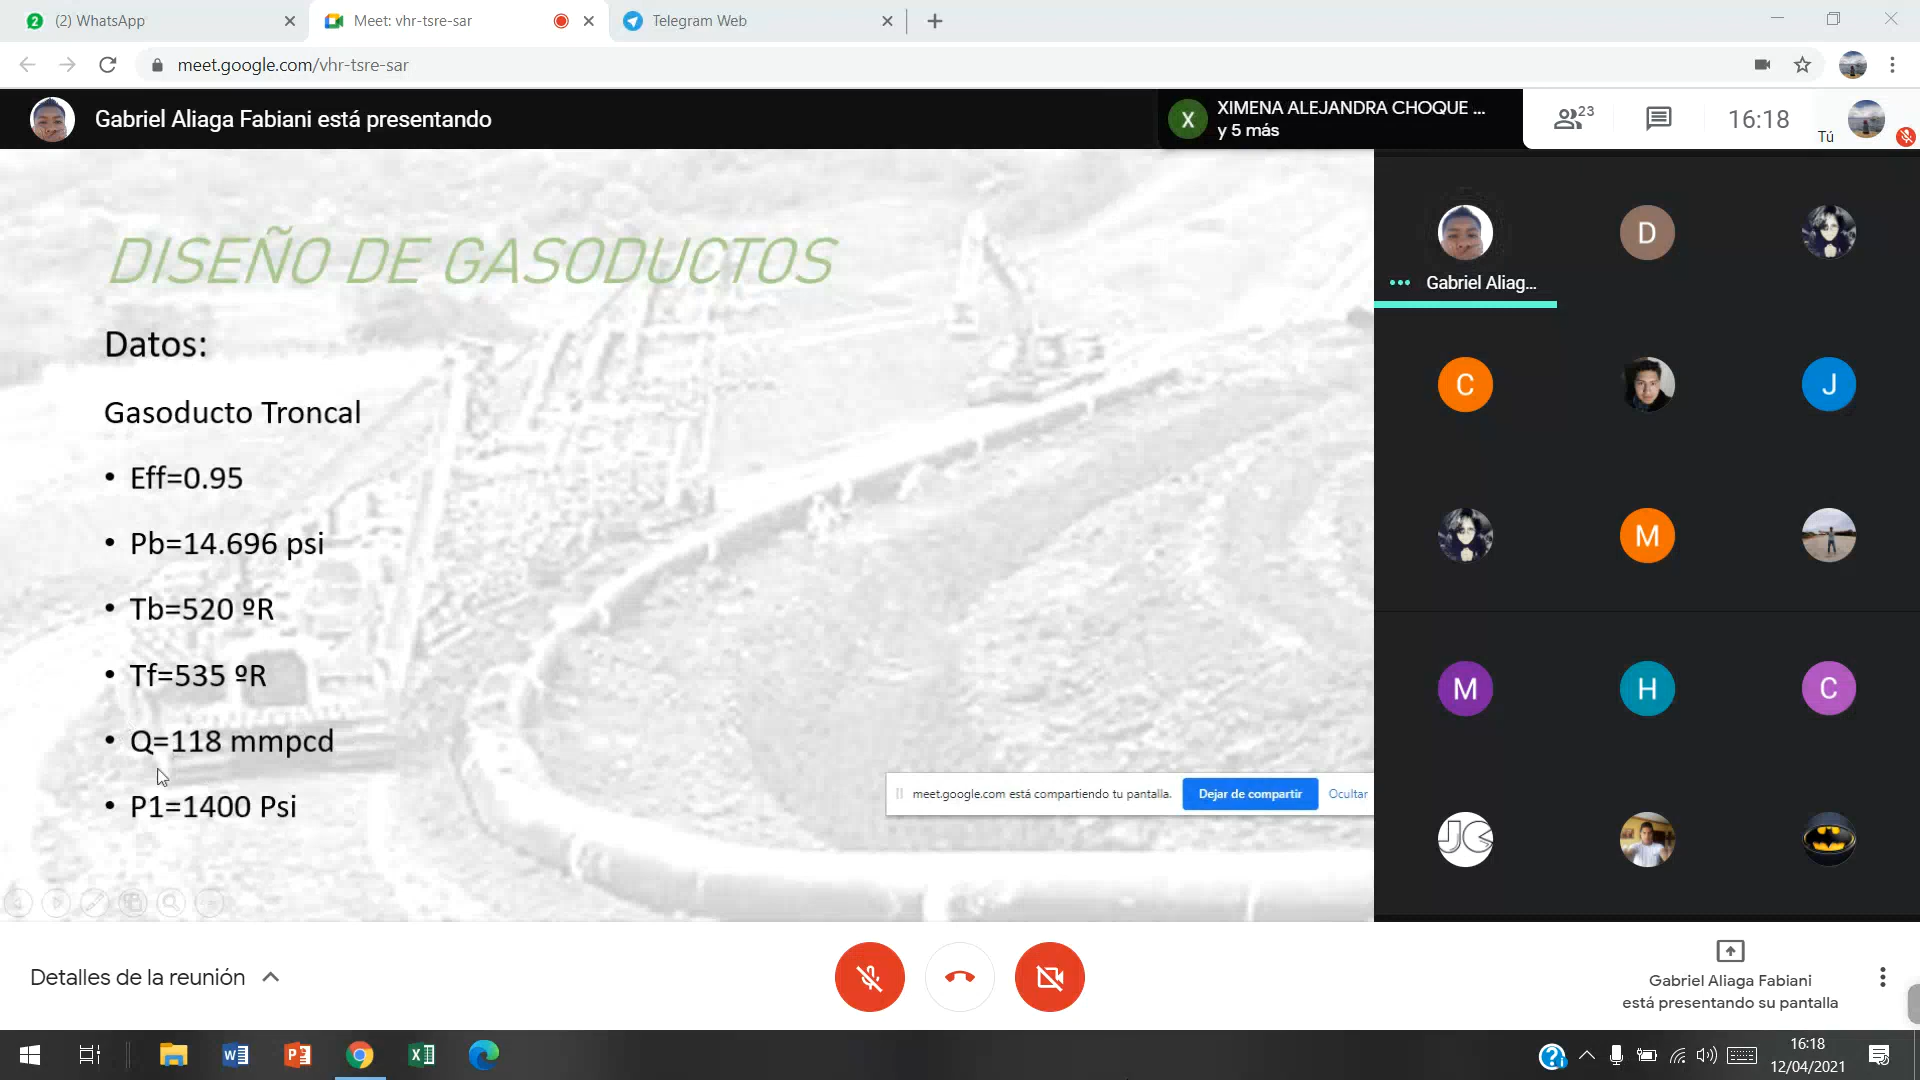 (2) WhatsApp
Meet: vhr-tsre-sar
Telegram Web
meet.google.com/vhr-tsre-sar
Gabriel Aliaga Fabiani está presentando
X
XIMENA ALEJANDRA CHOQUE ...
y 5 más
23
16:18
Tú
DISEÑO DE GASODUCTOS
Datos:
Gasoducto Troncal
• Eff=0.95
• Pb=14.696 psi
• Tb=520 ºR
• Tf=535 ºR
• Q=118 mmpcd
• P1=1400 Psi
meet.google.com está compartiendo tu pantalla.
Dejar de compartir
Ocultar
D
Gabriel Aliag...
C
J
M
M
H
C
JC
Detalles de la reunión
Gabriel Aliaga Fabiani
está presentando su pantalla
16:18
12/04/2021